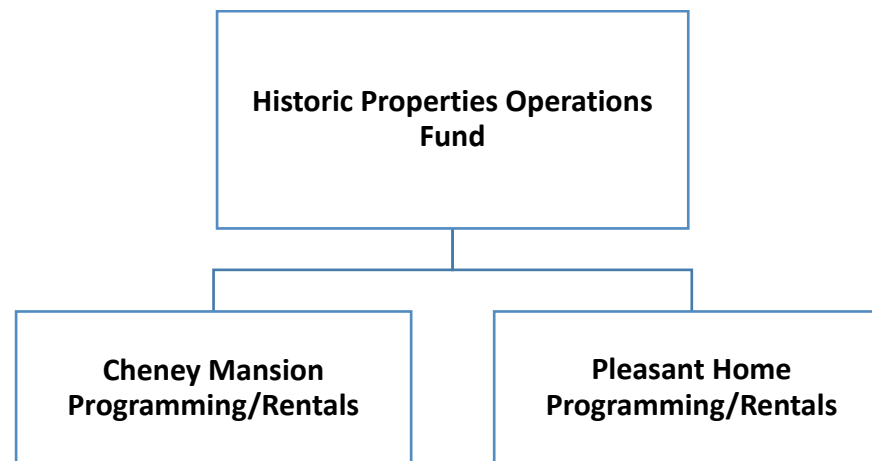 Historic Properties Operations
Fund
Cheney Mansion
Programming/Rentals
Pleasant Home
Programming/Rentals